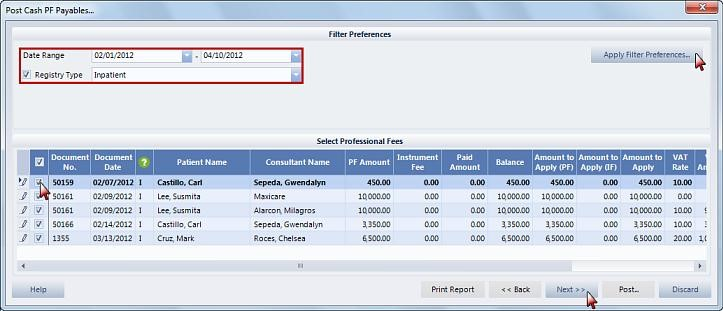 Post Cash PF Payables...
Filter Preferences
Date Range 02/01/2012 - 04/10/2012 Apply Filter Preferences...
Registry Type Inpatient
Select Professional Fees
Document No. Document Date ? Patient Name Consultant Name PF Amount Instrument Fee Paid Amount Balance Amount to Apply (PF) Amount to Apply (IF) Amount to Apply VAT Rate
50159 02/07/2012 I Castillo, Carl Sepeda, Gwendalyn 450.00 0.00 0.00 450.00 450.00 0.00 450.00 10.00
50161 02/09/2012 I Lee, Susmita Maxicare 10,000.00 0.00 0.00 10,000.00 10,000.00 0.00 10,000.00 10.00
50161 02/09/2012 I Lee, Susmita Alarcon, Milagros 10,000.00 0.00 0.00 10,000.00 10,000.00 0.00 10,000.00 10.00 9
50166 02/14/2012 I Castillo, Carl Sepeda, Gwendalyn 3,350.00 0.00 0.00 3,350.00 3,350.00 0.00 3,350.00 10.00 3
1355 03/13/2012 I Cruz, Mark Roces, Chelsea 6,500.00 0.00 0.00 6,500.00 6,500.00 0.00 6,500.00 20.00 1,0
Help Print Report << Back Next >> Post... Discard